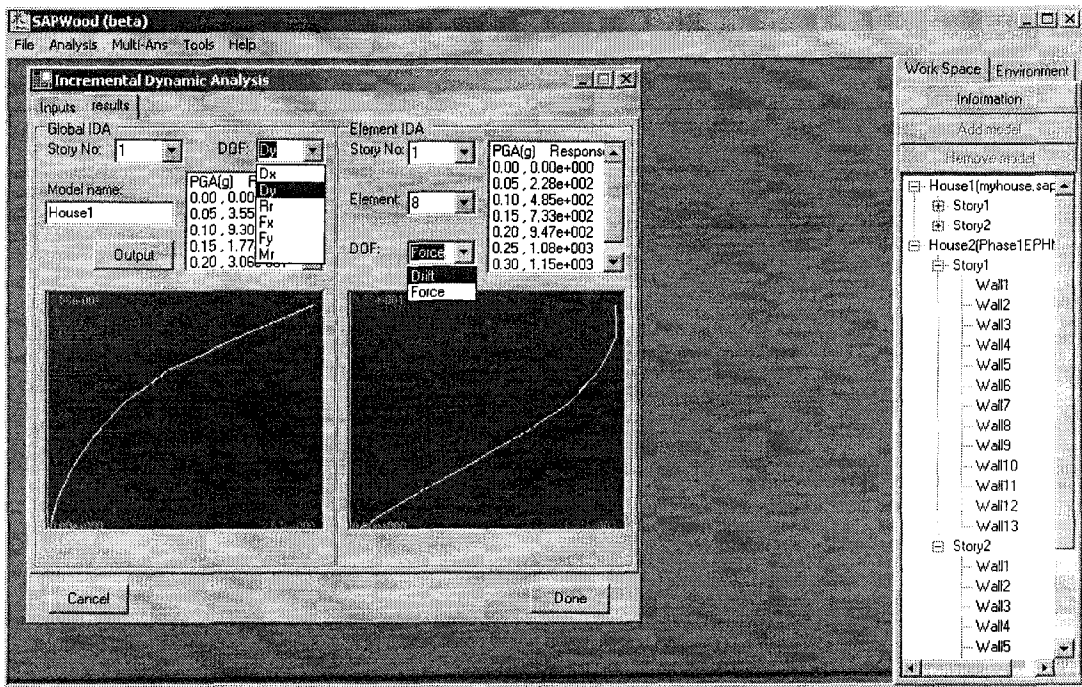 SAPWood (beta)
File Analysis Multi-Ans Tools Help
Incremental Dynamic Analysis
Inputs results
Global IDA
Story No: 1
DOF: Dy
Dx
Dy
Rr
Fx
Fy
Mr
Model name:
House1
Output
PGA(g)
0.00 , 0.00
0.05 , 3.55
0.10 , 9.30
0.15 , 1.77
0.20 , 3.06
Element IDA
Story No: 1
Element: 8
DOF: Force
Drift
Force
PGA(g) Respons
0.00 , 0.00e+000
0.05 , 2.28e+002
0.10 , 4.85e+002
0.15 , 7.33e+002
0.20 , 9.47e+002
0.25 , 1.08e+003
0.30 , 1.15e+003
Cancel
Done
Work Space Environment
Information
Add model
Remove model
House1(myhouse.sap
Story1
Story2
House2(Phase1EPHI
Story1
Wall1
Wall2
Wall3
Wall4
Wall5
Wall6
Wall7
Wall8
Wall9
Wall10
Wall11
Wall12
Wall13
Story2
Wall1
Wall2
Wall3
Wall4
Wall5